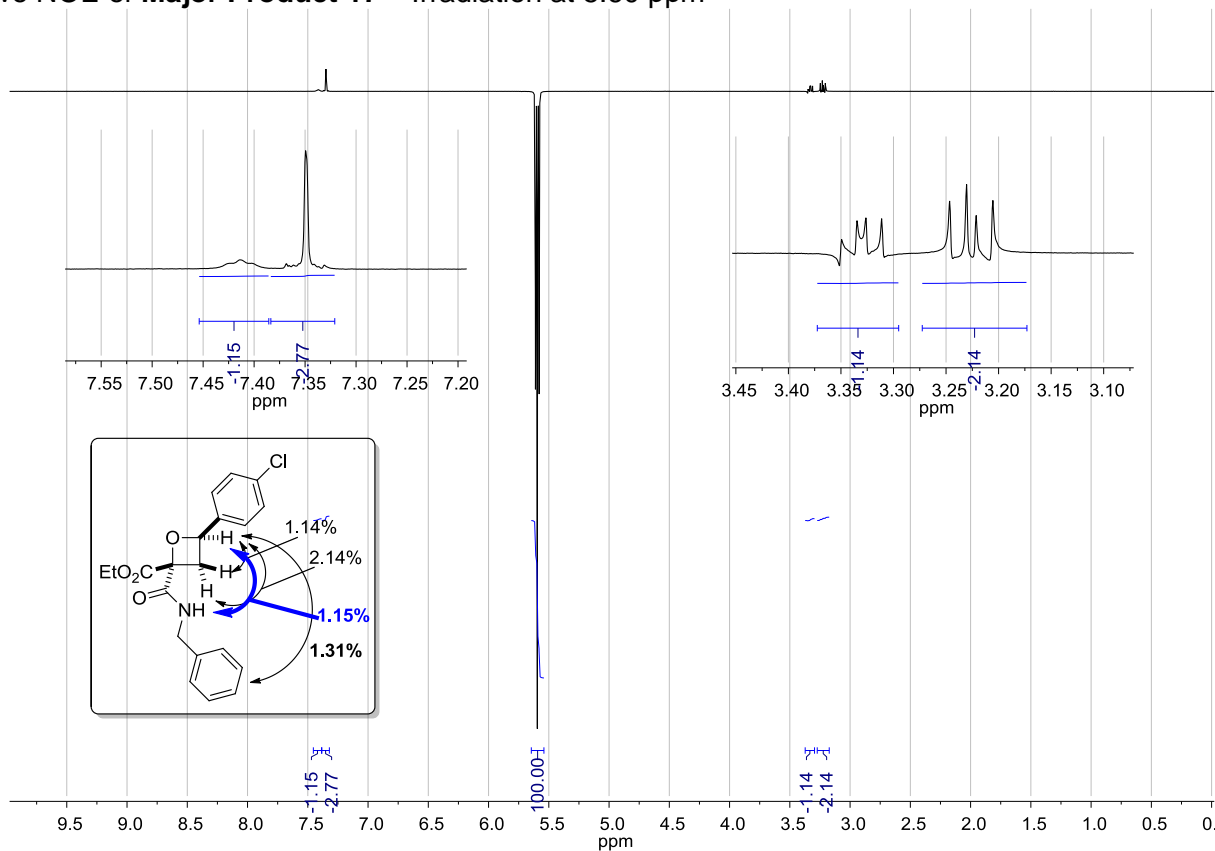 Major Product
Irradiation at
ppm
7.55 7.50 7.45 7.40 7.35 7.30 7.25 7.20
ppm
-1.15
-2.77
3.45 3.40 3.35 3.30 3.25 3.20 3.15 3.10
ppm
-1.14
-2.14
Cl
O
H
1.14%
EtO2C
H
2.14%
O
H
NH
1.15%
1.31%
-1.15
-2.77
100.00
-1.14
-2.14
9.5 9.0 8.5 8.0 7.5 7.0 6.5 6.0 5.5 5.0 4.5 4.0 3.5 3.0 2.5 2.0 1.5 1.0 0.5 0.
ppm